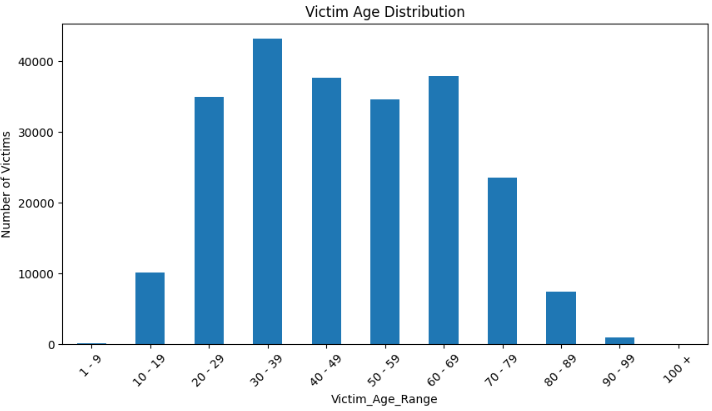 Victim Age Distribution
Number of Victims
40000
30000
20000
10000
0
1 - 9
10 - 19
20 - 29
30 - 39
40 - 49
50 - 59
60 - 69
70 - 79
80 - 89
90 - 99
100 +
Victim_Age_Range